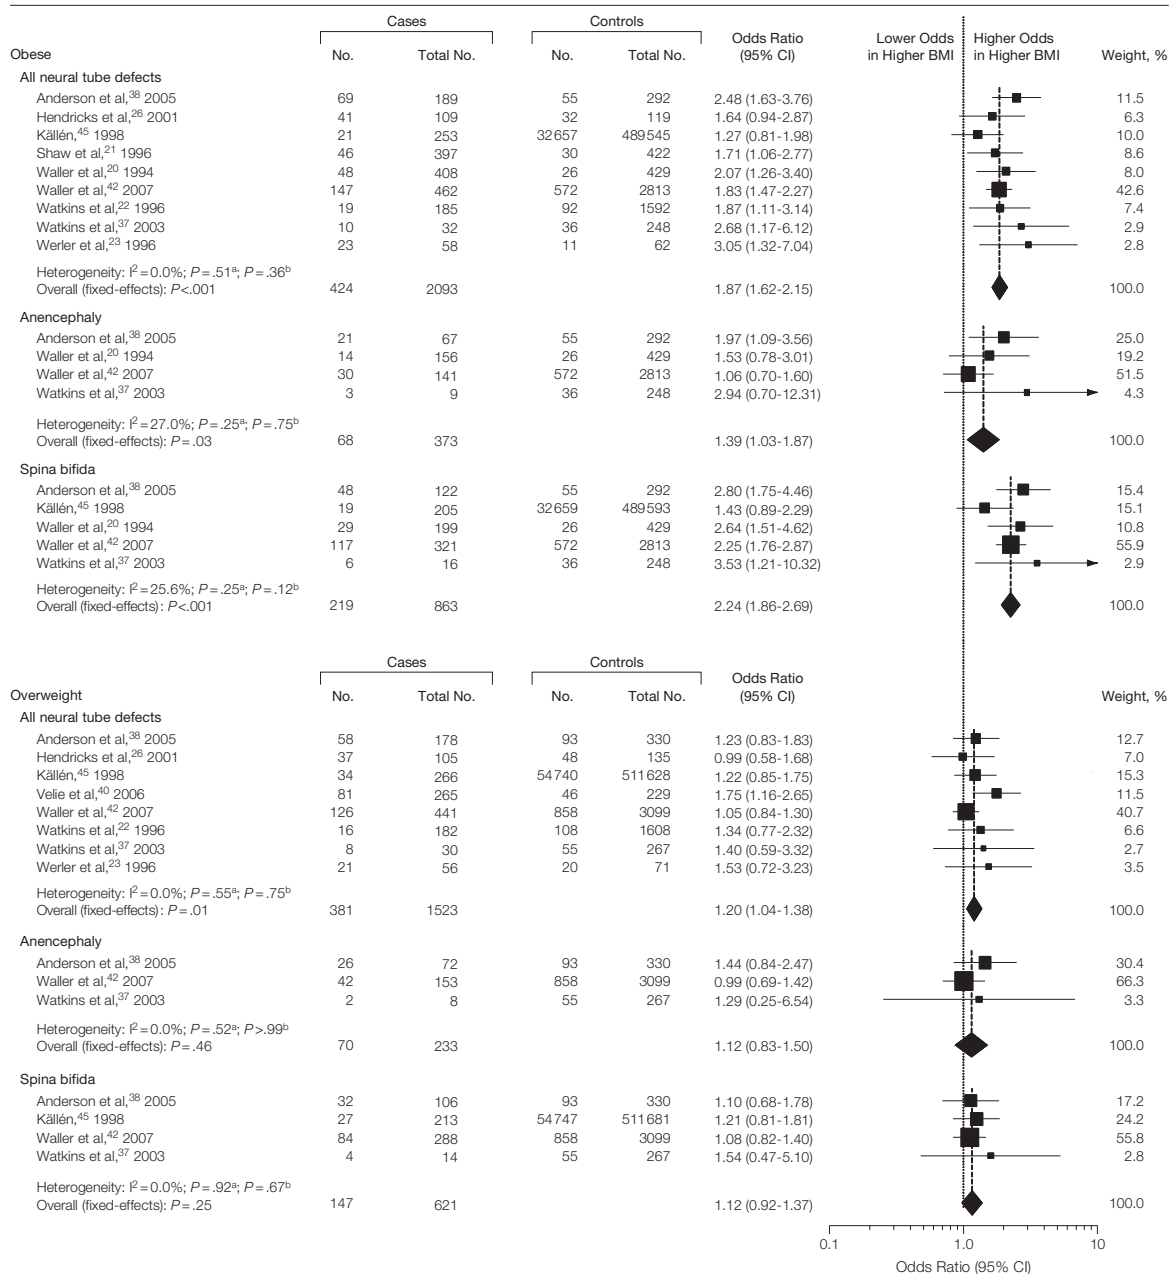 Cases Controls
Odds Ratio Lower Odds Higher Odds
Obese No. Total No. No. Total No. (95% CI) in Higher BMI in Higher BMI Weight, %
All neural tube defects
Anderson et al,38 2005 69 189 55 292 2.48 (1.63-3.76) 11.5
Hendricks et al,26 2001 41 109 32 119 1.64 (0.94-2.87) 6.3
Källén,45 1998 21 253 32657 489545 1.27 (0.81-1.98) 10.0
Shaw et al,21 1996 46 397 30 422 1.71 (1.06-2.77) 8.6
Waller et al,20 1994 48 408 26 429 2.07 (1.26-3.40) 8.0
Waller et al,42 2007 147 462 572 2813 1.83 (1.47-2.27) 42.6
Watkins et al,22 1996 19 185 92 1592 1.87 (1.11-3.14) 7.4
Watkins et al,37 2003 10 32 36 248 2.68 (1.17-6.12) 2.9
Werler et al,23 1996 23 58 11 62 3.05 (1.32-7.04) 2.8
Heterogeneity: I2 = 0.0%; P = .51a; P = .36b
Overall (fixed-effects): P<.001 424 2093 1.87 (1.62-2.15) 100.0
Anencephaly
Anderson et al,38 2005 21 67 55 292 1.97 (1.09-3.56) 25.0
Waller et al,20 1994 14 156 26 429 1.53 (0.78-3.01) 19.2
Waller et al,42 2007 30 141 572 2813 1.06 (0.70-1.60) 51.5
Watkins et al,37 2003 3 9 36 248 2.94 (0.70-12.31) 4.3
Heterogeneity: I2 = 27.0%; P = .25a; P = .75b
Overall (fixed-effects): P = .03 68 373 1.39 (1.03-1.87) 100.0
Spina bifida
Anderson et al,38 2005 48 122 55 292 2.80 (1.75-4.46) 15.4
Källén,45 1998 19 205 32659 489593 1.43 (0.89-2.29) 15.1
Waller et al,20 1994 29 199 26 429 2.64 (1.51-4.62) 10.8
Waller et al,42 2007 117 321 572 2813 2.25 (1.76-2.87) 55.9
Watkins et al,37 2003 6 16 36 248 3.53 (1.21-10.32) 2.9
Heterogeneity: I2 = 25.6%; P = .25a; P = .12b
Overall (fixed-effects): P<.001 219 863 2.24 (1.86-2.69) 100.0
Cases Controls
Odds Ratio
Overweight No. Total No. No. Total No. (95% CI) Weight, %
All neural tube defects
Anderson et al,38 2005 58 178 93 330 1.23 (0.83-1.83) 12.7
Hendricks et al,26 2001 37 105 48 135 0.99 (0.58-1.68) 7.0
Källén,45 1998 34 266 54740 511628 1.22 (0.85-1.75) 15.3
Velie et al,40 2006 81 265 46 229 1.75 (1.16-2.65) 11.5
Waller et al,42 2007 126 441 858 3099 1.05 (0.84-1.30) 40.7
Watkins et al,22 1996 16 182 108 1608 1.34 (0.77-2.32) 6.6
Watkins et al,37 2003 8 30 55 267 1.40 (0.59-3.32) 2.7
Werler et al,23 1996 21 56 20 71 1.53 (0.72-3.23) 3.5
Heterogeneity: I2 = 0.0%; P = .55a; P = .75b
Overall (fixed-effects): P = .01 381 1523 1.20 (1.04-1.38) 100.0
Anencephaly
Anderson et al,38 2005 26 72 93 330 1.44 (0.84-2.47) 30.4
Waller et al,42 2007 42 153 858 3099 0.99 (0.69-1.42) 66.3
Watkins et al,37 2003 2 8 55 267 1.29 (0.25-6.54) 3.3
Heterogeneity: I2 = 0.0%; P = .52a; P>.99b
Overall (fixed-effects): P = .46 70 233 1.12 (0.83-1.50) 100.0
Spina bifida
Anderson et al,38 2005 32 106 93 330 1.10 (0.68-1.78) 17.2
Källén,45 1998 27 213 54747 511681 1.21 (0.81-1.81) 24.2
Waller et al,42 2007 84 288 858 3099 1.08 (0.82-1.40) 55.8
Watkins et al,37 2003 4 14 55 267 1.54 (0.47-5.10) 2.8
Heterogeneity: I2 = 0.0%; P = .92a; P = .67b
Overall (fixed-effects): P = .25 147 621 1.12 (0.92-1.37) 100.0
0.1 1.0 10
Odds Ratio (95% CI)